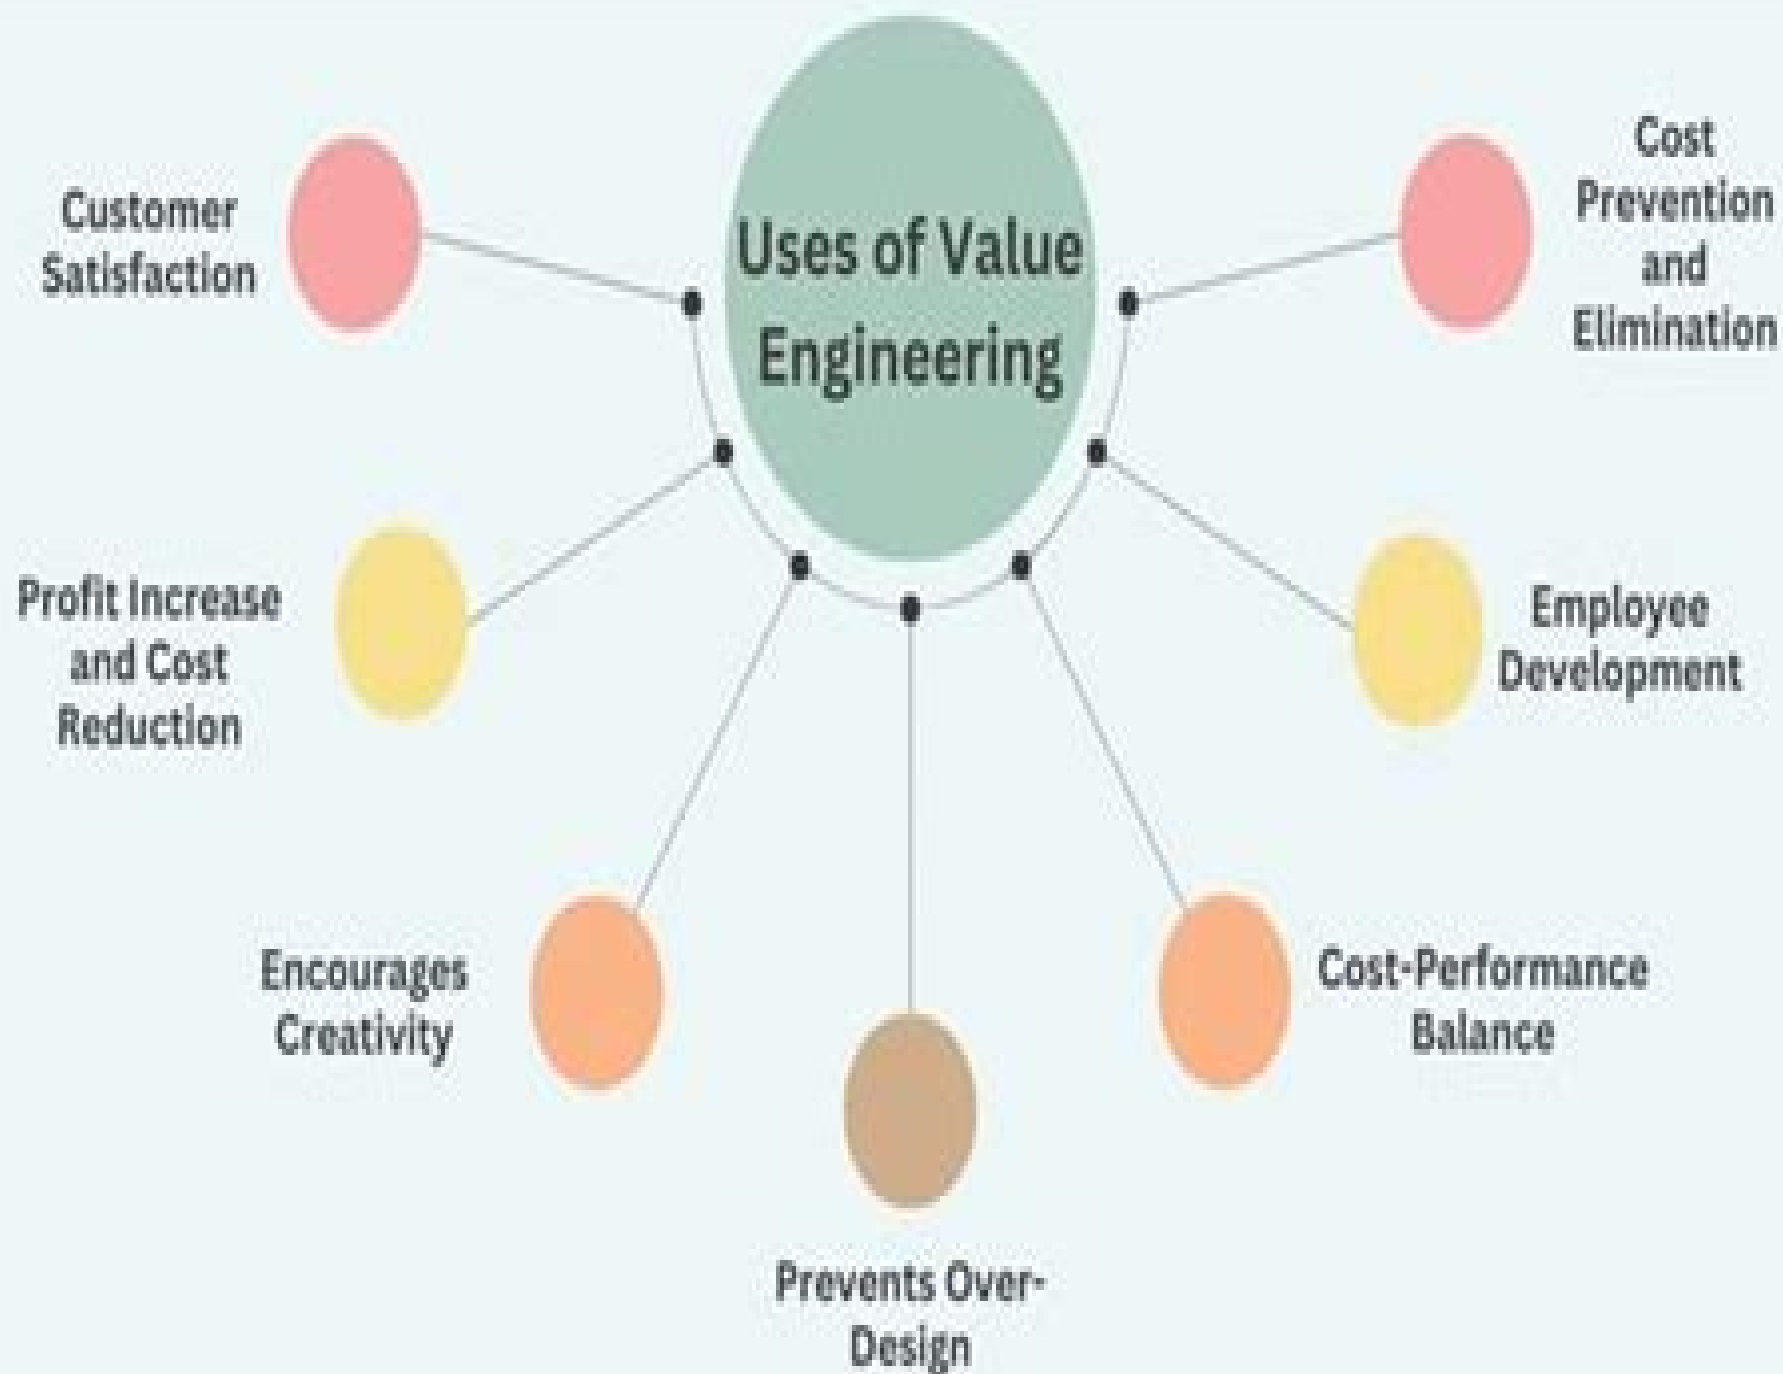 Uses of Value
Engineering
Customer
Satisfaction
Profit Increase
and Cost
Reduction
Encourages
Creativity
Prevents Over-
Design
Cost-Performance
Balance
Employee
Development
Cost
Prevention
and
Elimination